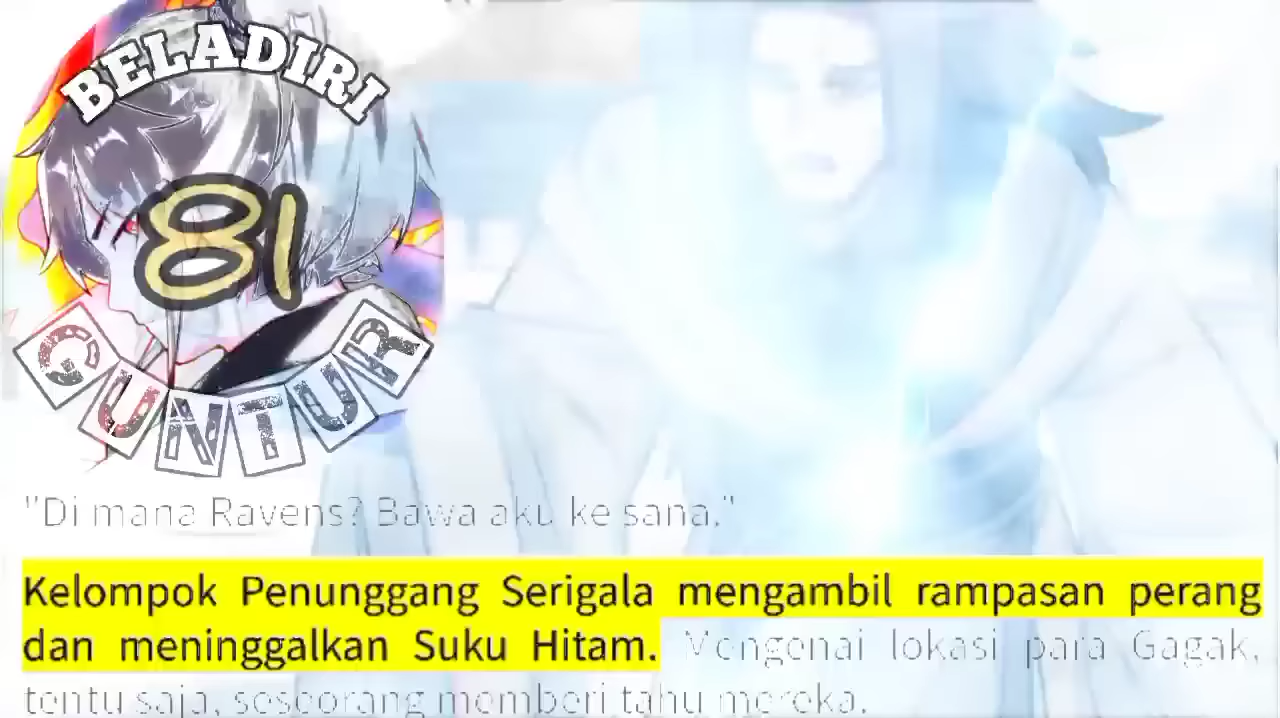 BELADIRI
81
GUNTUR
"Di mana Ravens? Bawa aku ke sana."
Kelompok Penunggang Serigala mengambil rampasan perang
dan meninggalkan Suku Hitam. Mengenai lokasi para Gagak,
tentu saja, seseorang memberi tahu mereka.